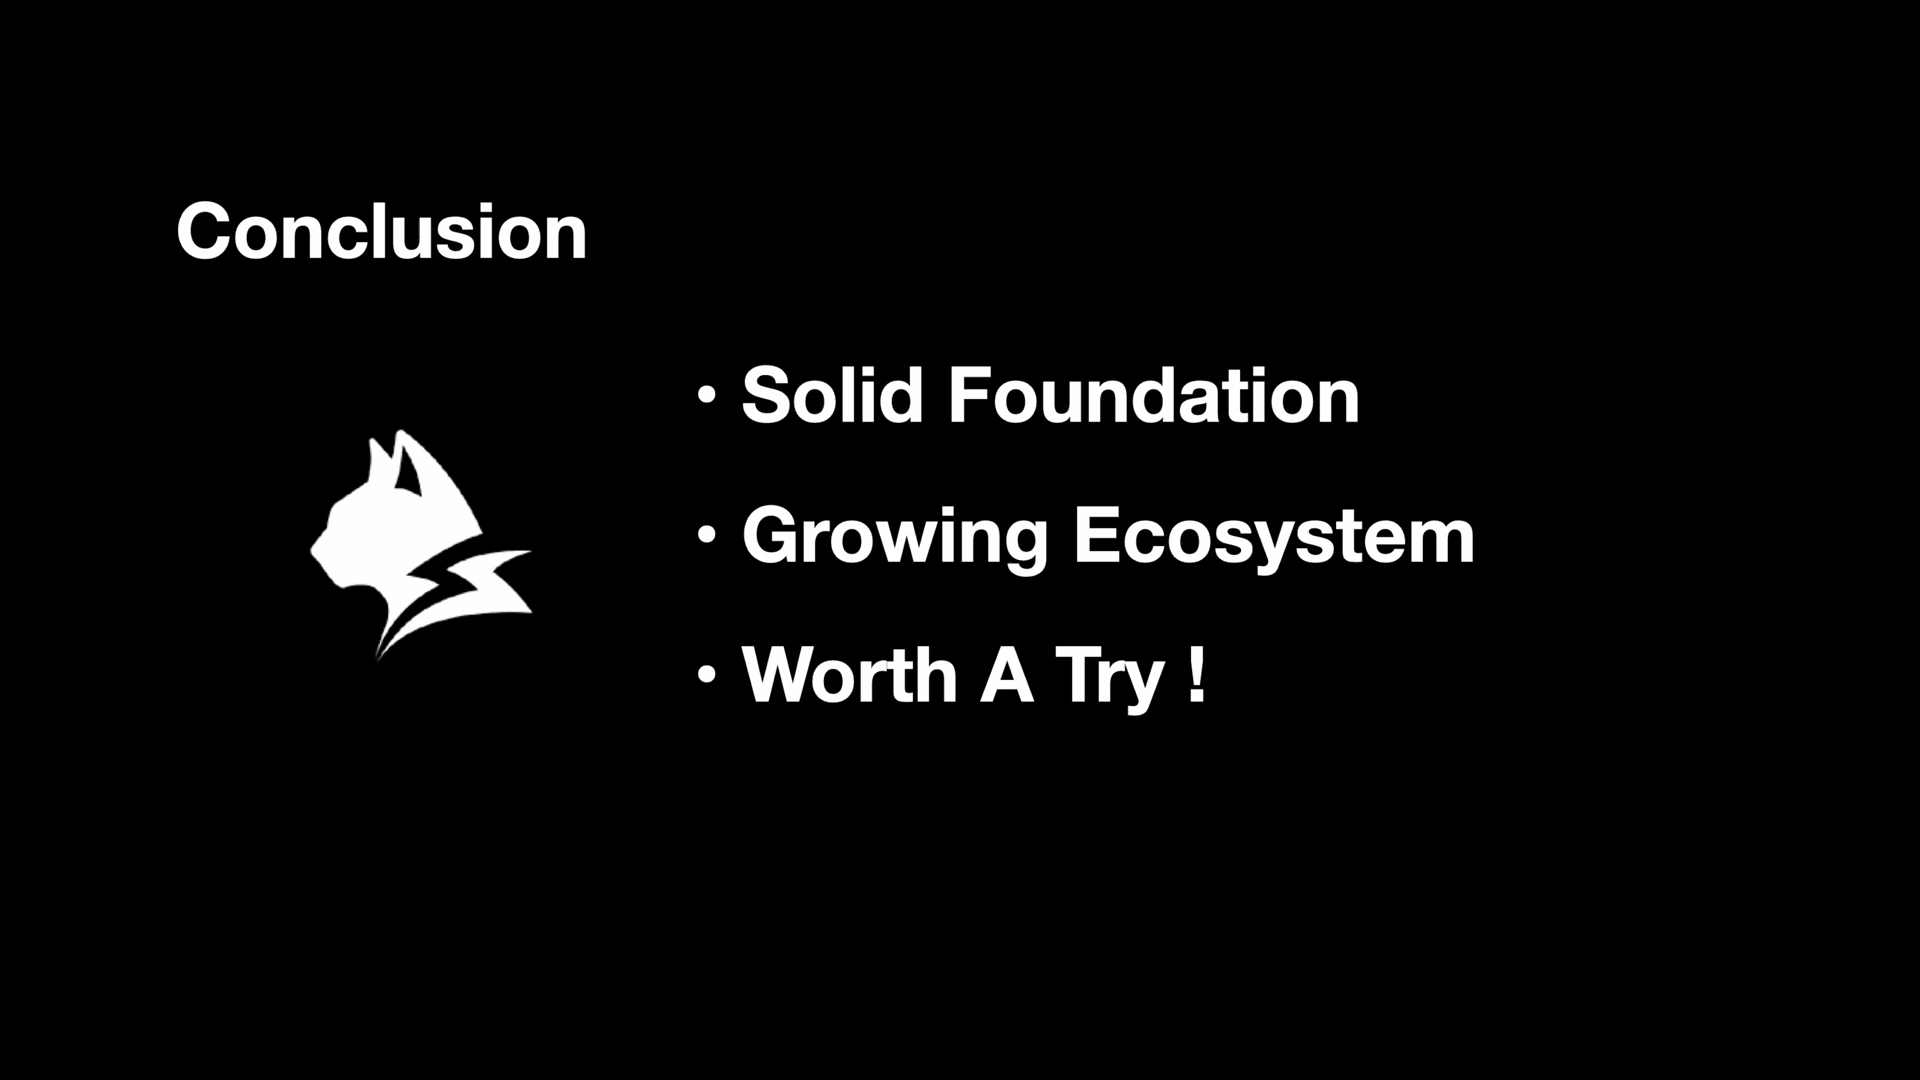 Conclusion
• Solid Foundation
• Growing Ecosystem
• Worth A Try !